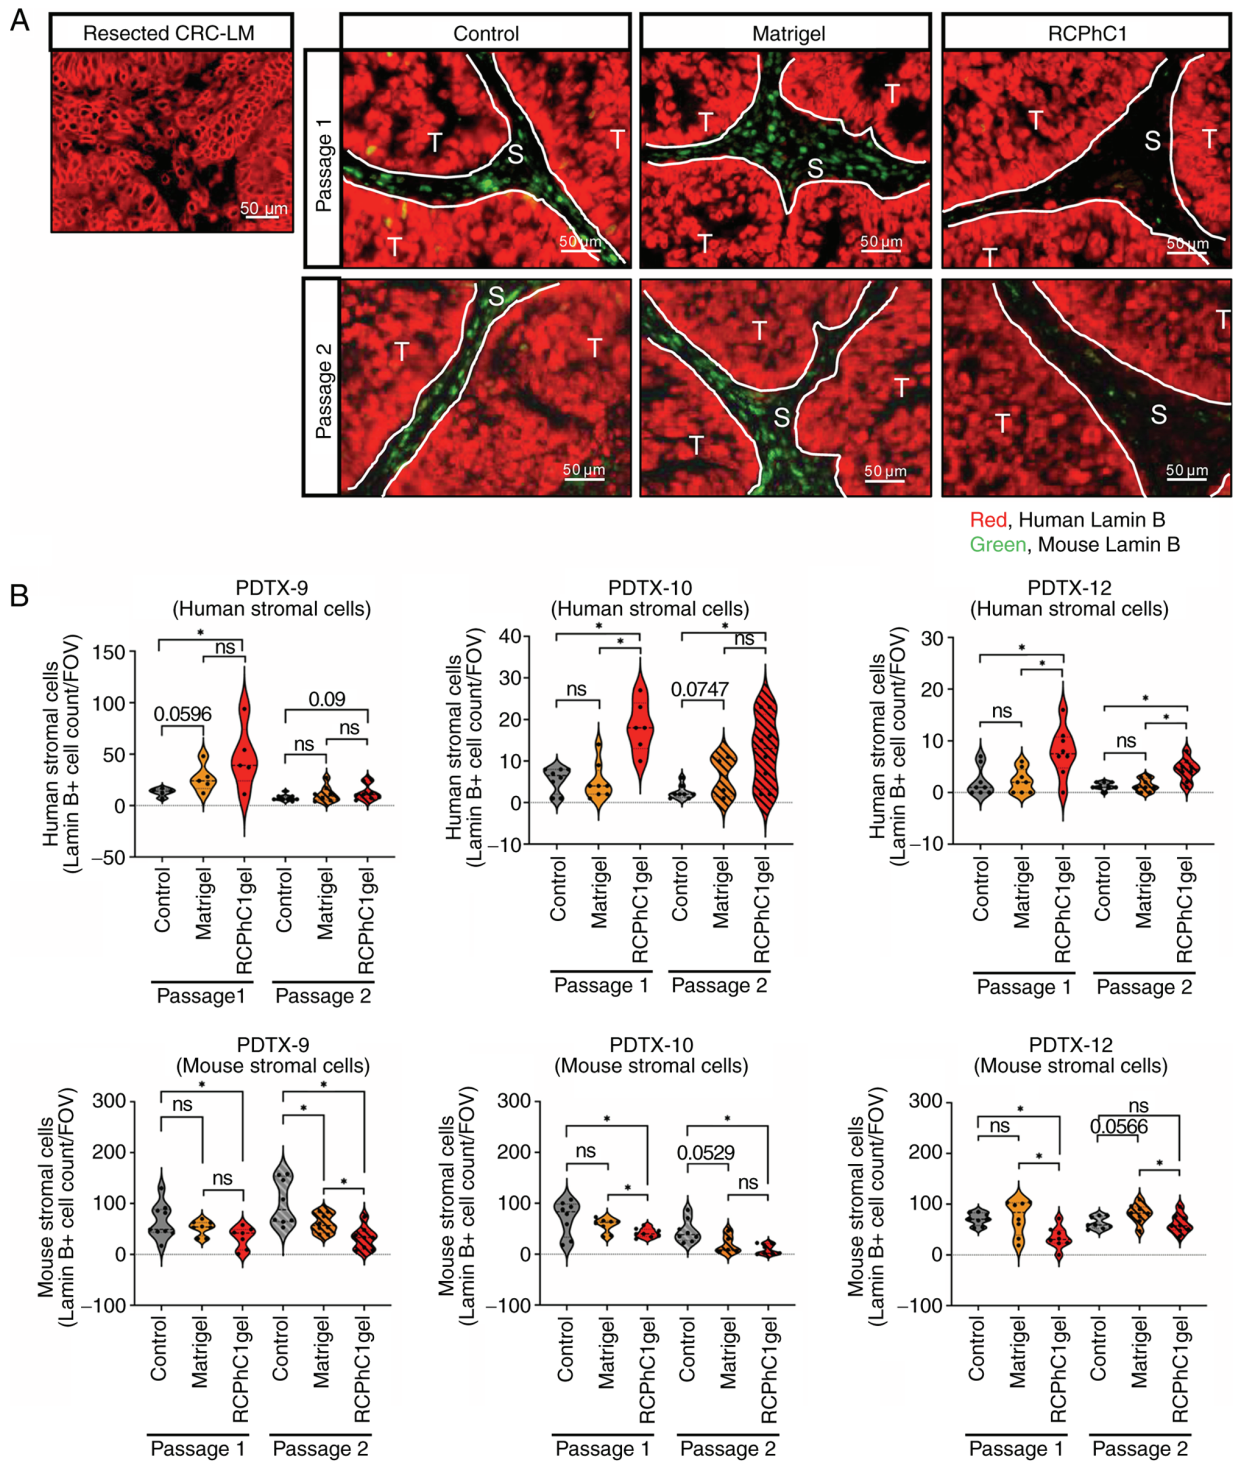 A
Resected CRC-LM
Control
Matrigel
RCPhC1
Passage 1
T
T
S
T
50 µm
T
T
S
T
50 µm
T
T
S
T
50 µm
50 µm
Passage 2
S
T
T
50 µm
T
T
S
T
50 µm
T
T
S
50 µm
Red, Human Lamin B
Green, Mouse Lamin B
B
PDTX-9
(Human stromal cells)
Human stromal cells
(Lamin B+ cell count/FOV)
150
100
50
0
−50
*
ns
0.0596
0.09
ns
ns
Control
Matrigel
RCPhC1gel
Control
Matrigel
RCPhC1gel
Passage1
Passage 2
PDTX-10
(Human stromal cells)
Human stromal cells
(Lamin B+ cell count/FOV)
40
30
20
10
0
−10
*
*
ns
*
ns
0.0747
Control
Matrigel
RCPhC1gel
Control
Matrigel
RCPhC1gel
Passage 1
Passage 2
PDTX-12
(Human stromal cells)
Human stromal cells
(Lamin B+ cell count/FOV)
30
20
10
0
−10
*
*
ns
*
*
ns
Control
Matrigel
RCPhC1gel
Control
Matrigel
RCPhC1gel
Passage 1
Passage 2
PDTX-9
(Mouse stromal cells)
Mouse stromal cells
(Lamin B+ cell count/FOV)
300
200
100
0
−100
*
ns
ns
*
*
*
Control
Matrigel
RCPhC1gel
Control
Matrigel
RCPhC1gel
Passage 1
Passage 2
PDTX-10
(Mouse stromal cells)
Mouse stromal cells
(Lamin B+ cell count/FOV)
300
200
100
0
−100
*
ns
*
*
0.0529
ns
Control
Matrigel
RCPhC1gel
Control
Matrigel
RCPhC1gel
Passage 1
Passage 2
PDTX-12
(Mouse stromal cells)
Mouse stromal cells
(Lamin B+ cell count/FOV)
300
200
100
0
−100
*
ns
*
ns
0.0566
*
Control
Matrigel
RCPhC1gel
Control
Matrigel
RCPhC1gel
Passage 1
Passage 2